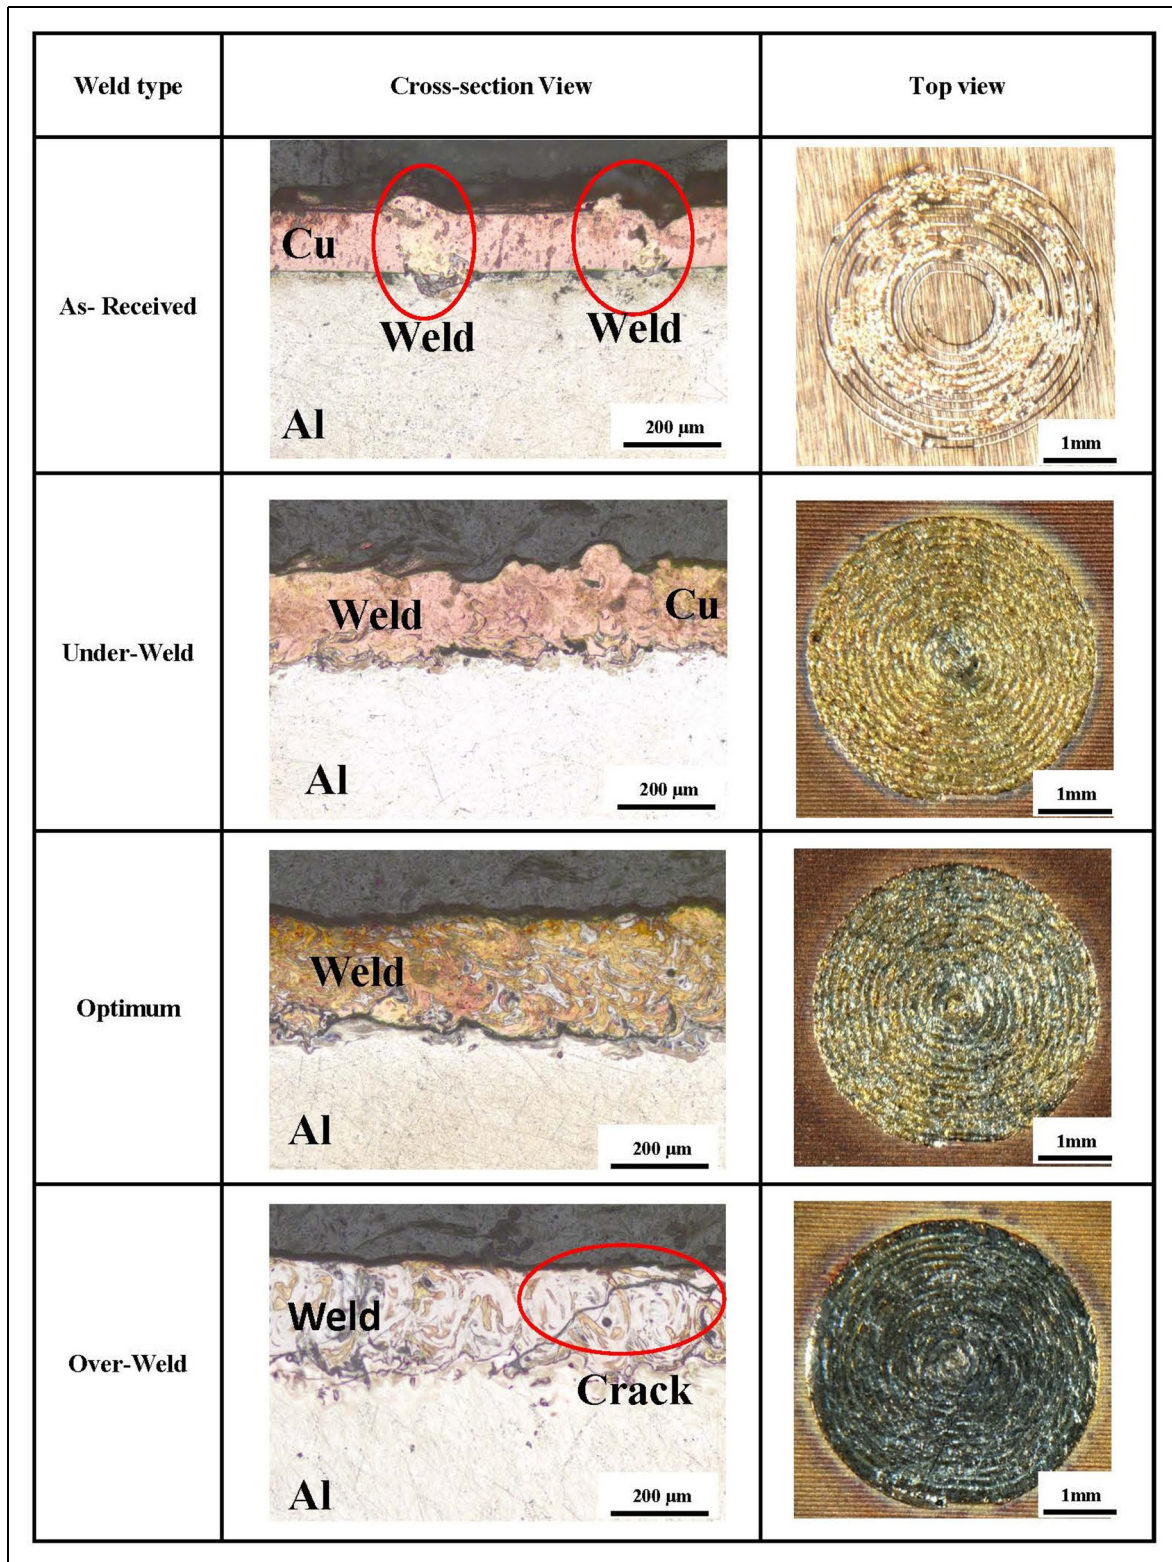 Weld type
Cross-section View
Top view
As- Received
Cu
Weld
Weld
Al
200 µm
1mm
Under-Weld
Weld
Cu
Al
200 µm
1mm
Optimum
Weld
Al
200 µm
1mm
Over-Weld
Weld
Crack
Al
200 µm
1mm